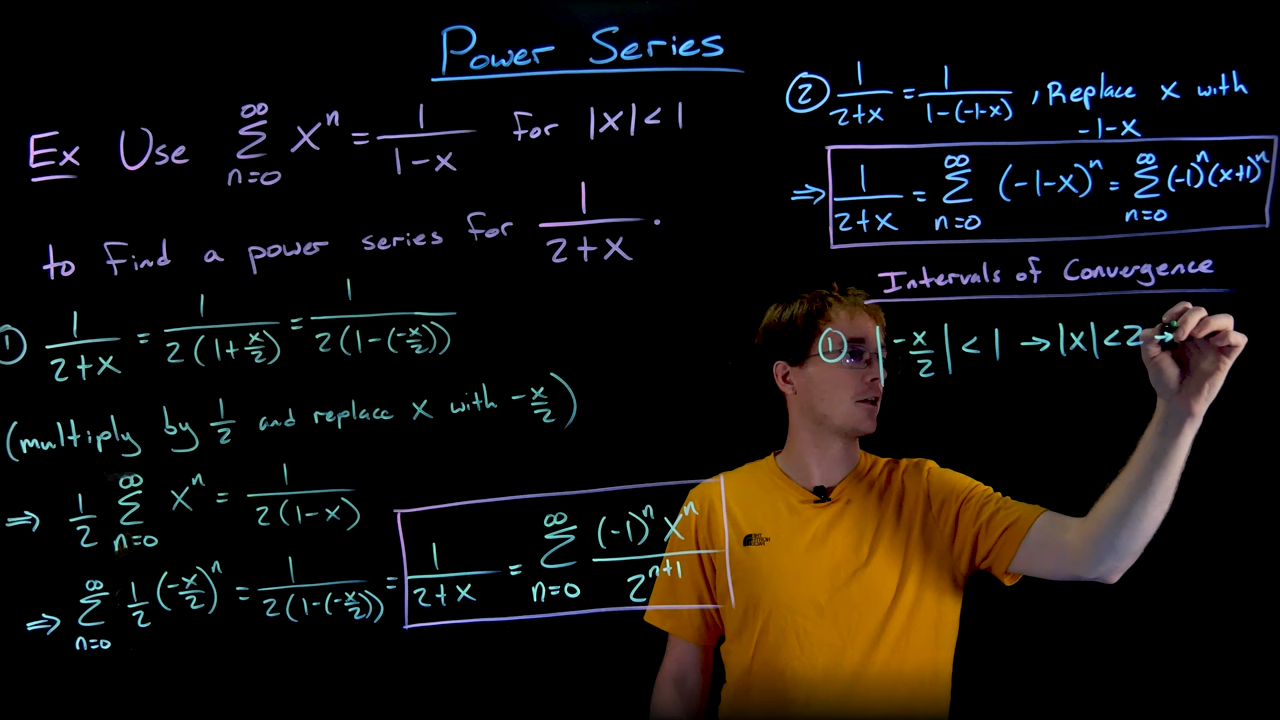 Power Series
Ex Use ∑_{n=0}^{∞} x^n = 1/(1-x) for |x|<1
to find a power series for 1/(2+x).
① 1/(2+x) = 1/(2(1+x/2)) = 1/(2(1-(-x/2)))
(multiply by 1/2 and replace x with -x/2)
⇒ 1/2 ∑_{n=0}^{∞} x^n = 1/(2(1-x))
⇒ ∑_{n=0}^{∞} 1/2 (-x/2)^n = 1/(2(1-(-x/2))) = 1/(2+x) = ∑_{n=0}^{∞} (-1)^n x^n / 2^{n+1}
② 1/(2+x) = 1/(1-(-1-x)), Replace x with
-1-x
⇒ 1/(2+x) = ∑_{n=0}^{∞} (-1-x)^n = ∑_{n=0}^{∞} (-1)^n (x+1)^n
Intervals of Convergence
① |-x/2| < 1 → |x| < 2 →
THE NORTH FACE